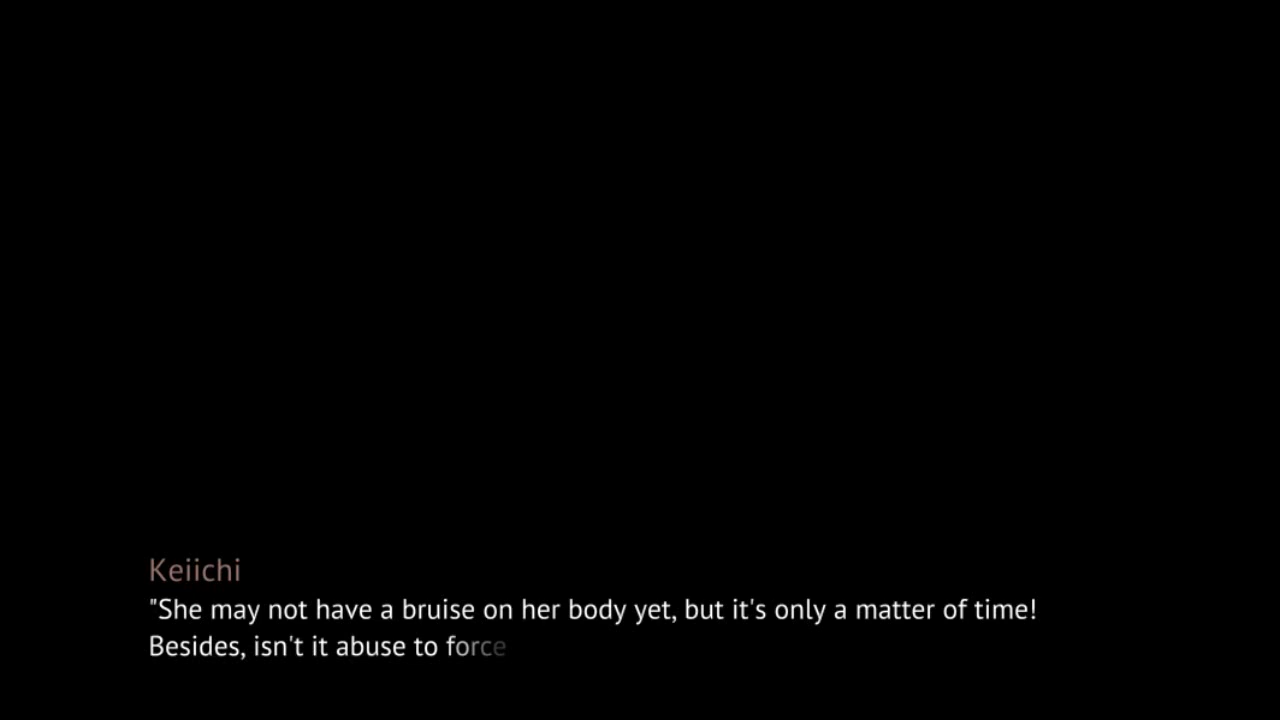 Keiichi
"She may not have a bruise on her body yet, but it's only a matter of time!
Besides, isn't it abuse to force